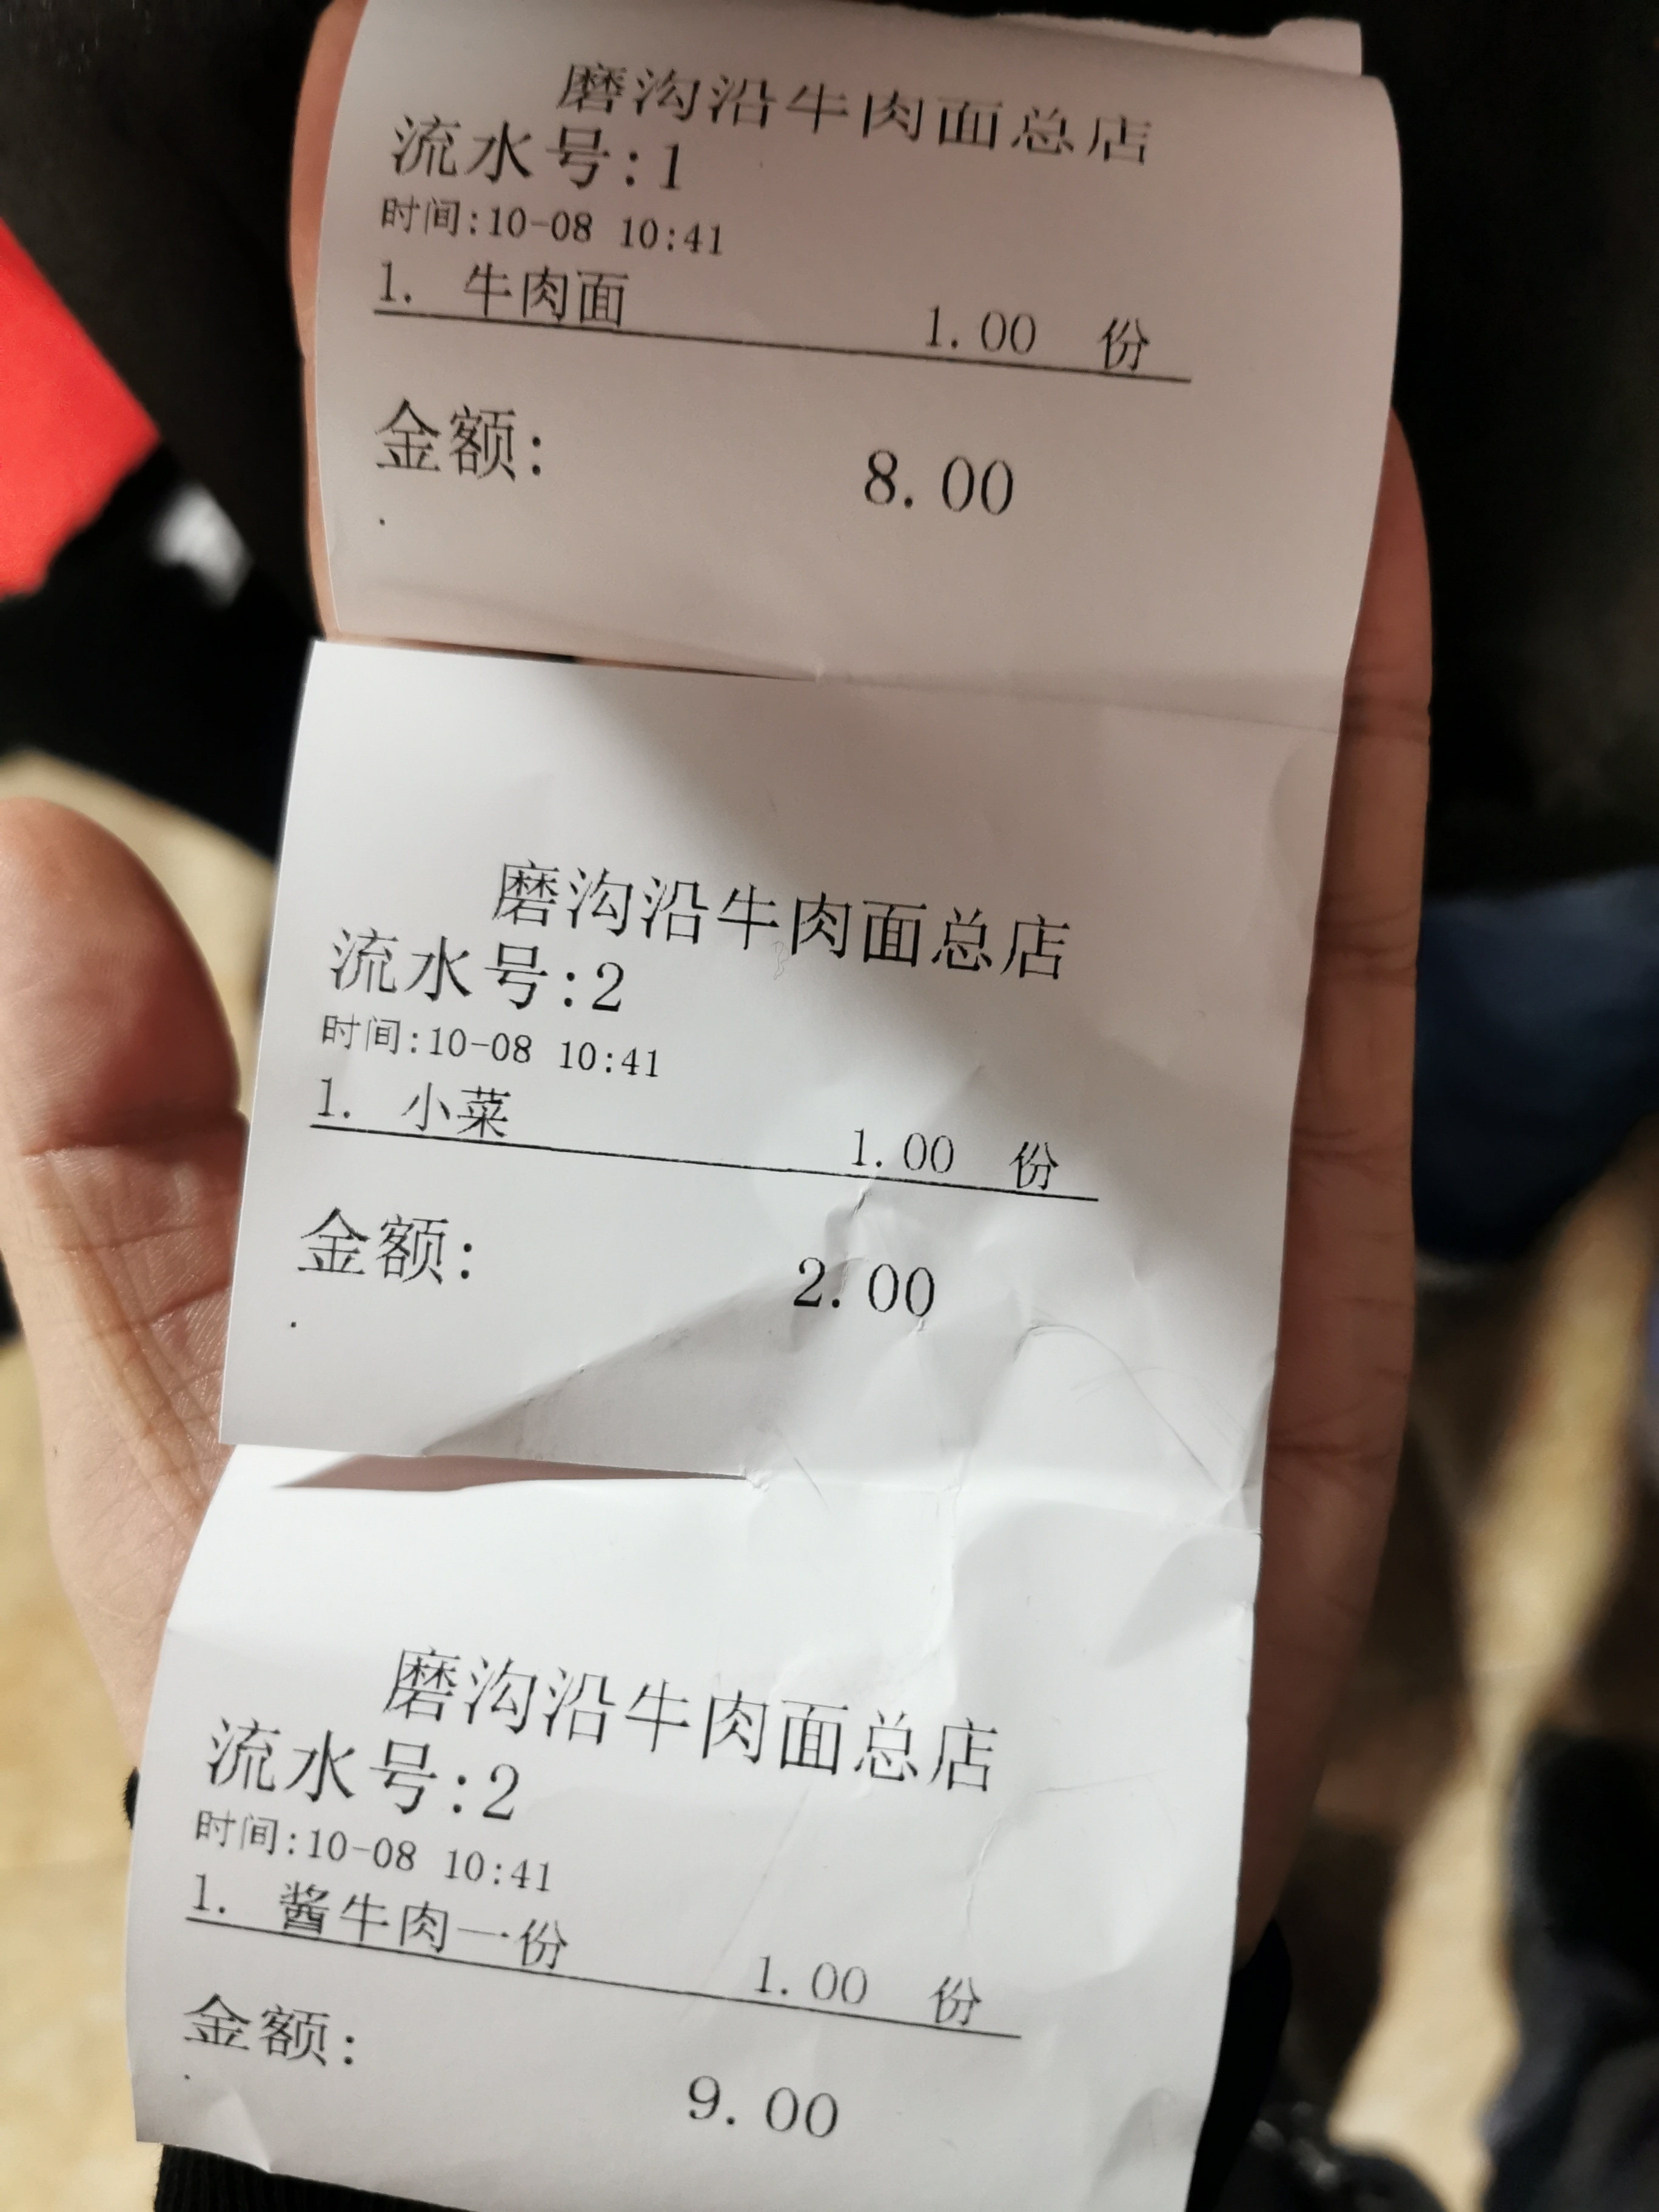 磨沟沿牛肉面总店
流水号:1
时间:10-08 10:41
1. 牛肉面 1.00 份
金额: 8.00
.
磨沟沿牛肉面总店
流水号:2
时间:10-08 10:41
1. 小菜 1.00 份
金额: 2.00
.
磨沟沿牛肉面总店
流水号:2
时间:10-08 10:41
1. 酱牛肉一份 1.00 份
金额: 9.00
.